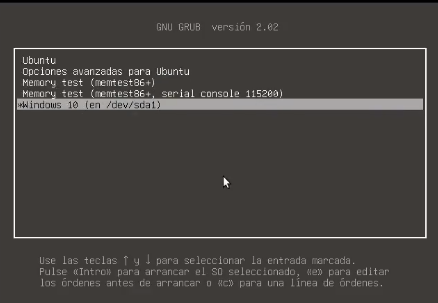 GNU GRUB versión 2.02
Ubuntu
Opciones avanzadas para Ubuntu
Memory test (memtest86+)
Memory test (memtest86+, serial console 115200)
*Windows 10 (en /dev/sda1)
Use las teclas ↑ y ↓ para seleccionar la entrada marcada.
Pulse «Intro» para arrancar el SO seleccionado, «e» para editar
los órdenes antes de arrancar o «c» para una línea de órdenes.